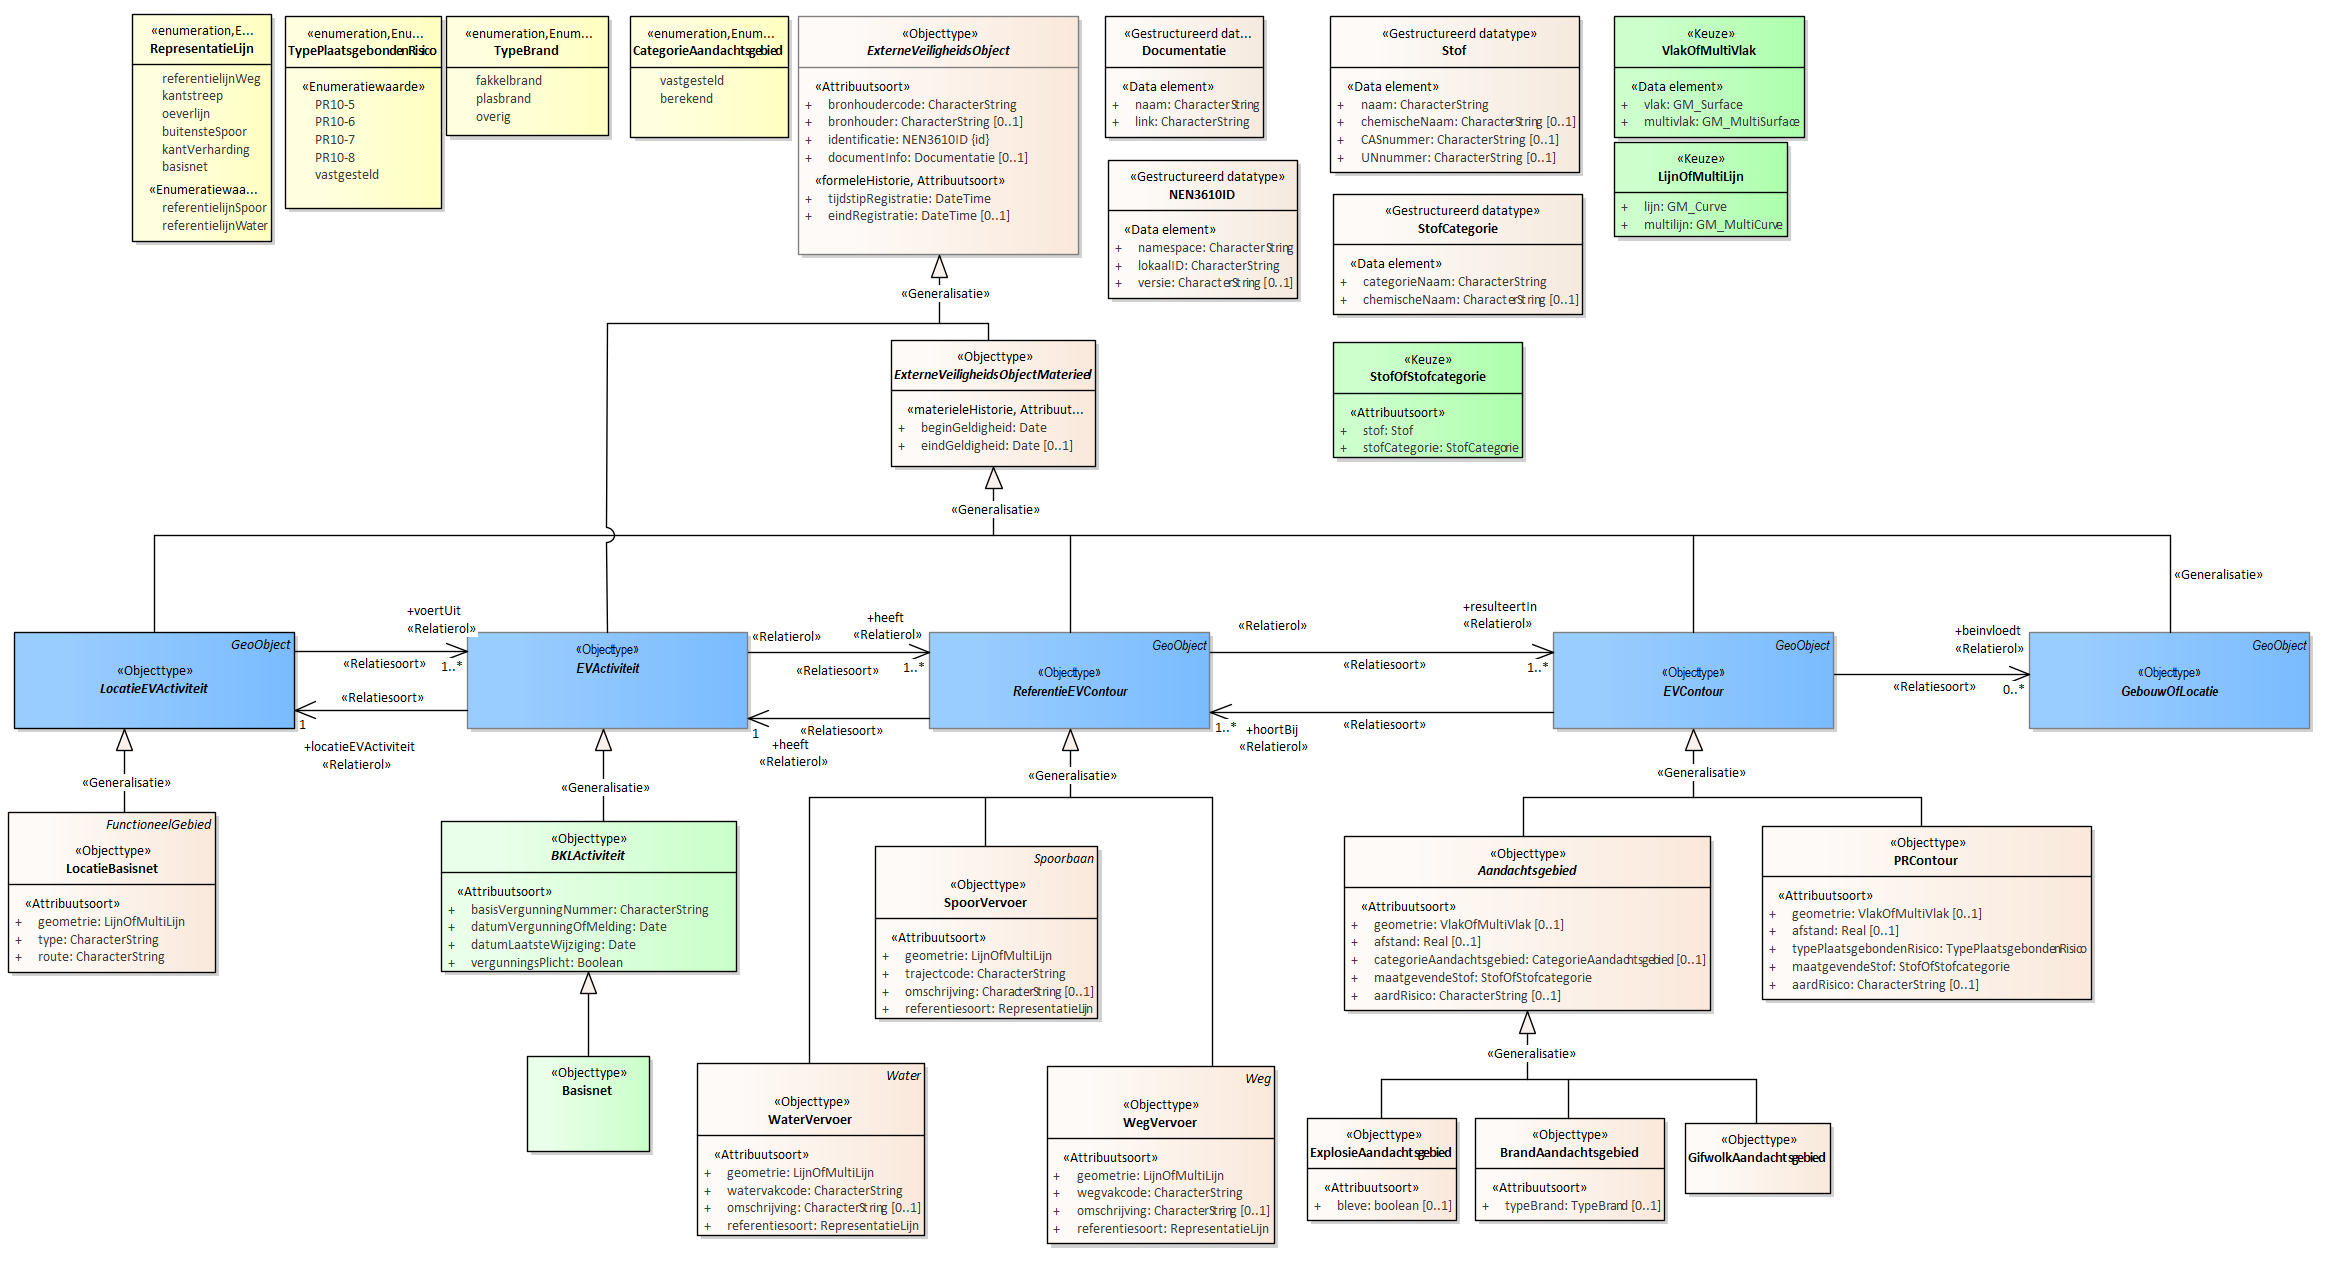 «enumeration,E...
RepresentatieLijn
referentielijnWeg
kantstreep
oeverlijn
buitensteSpoor
kantVerharding
basisnet
«Enumeratiewaa...
referentielijnSpoor
referentielijnWater
«enumeration,Enu...
TypePlaatsgebondenRisico
«Enumeratiewaarde»
PR10-5
PR10-6
PR10-7
PR10-8
vastgesteld
«enumeration,Enum...
TypeBrand
fakkelbrand
plasbrand
overig
«enumeration,Enum...
CategorieAandachtsgebied
vastgesteld
berekend
«Objecttype»
ExterneVeiligheidsObject
«Attribuutsoort»
+ bronhoudercode: CharacterString
+ bronhouder: CharacterString [0..1]
+ identificatie: NEN3610ID {id}
+ documentInfo: Documentatie [0..1]
«formeleHistorie, Attribuutsoort»
+ tijdstipRegistratie: DateTime
+ eindRegistratie: DateTime [0..1]
«Gestructureerd dat...
Documentatie
«Data element»
+ naam: CharacterString
+ link: CharacterString
«Gestructureerd datatype»
NEN3610ID
«Data element»
+ namespace: CharacterString
+ lokaalID: CharacterString
+ versie: CharacterString [0..1]
«Gestructureerd datatype»
Stof
«Data element»
+ naam: CharacterString
+ chemischeNaam: CharacterString [0..1]
+ CASnummer: CharacterString [0..1]
+ UNnummer: CharacterString [0..1]
«Gestructureerd datatype»
StofCategorie
«Data element»
+ categorieNaam: CharacterString
+ chemischeNaam: CharacterString [0..1]
«Keuze»
StofOfStofcategorie
«Attribuutsoort»
+ stof: Stof
+ stofCategorie: StofCategorie
«Keuze»
VlakOfMultiVlak
«Data element»
+ vlak: GM_Surface
+ multivlak: GM_MultiSurface
«Keuze»
LijnOfMultiLijn
+ lijn: GM_Curve
+ multilijn: GM_MultiCurve
«Generalisatie»
«Objecttype»
ExterneVeiligheidsObjectMaterieel
«materieleHistorie, Attribuut...
+ beginGeldigheid: Date
+ eindGeldigheid: Date [0..1]
«Generalisatie»
«Generalisatie»
GeoObject
«Objecttype»
LocatieEVActiviteit
+voertUit
«Relatierol»
«Relatiesoort»
1..*
«Relatiesoort»
1
+locatieEVActiviteit
«Relatierol»
«Objecttype»
EVActiviteit
«Relatierol»
+heeft
«Relatierol»
«Relatiesoort»
1..*
1
«Relatiesoort»
+heeft
«Relatierol»
GeoObject
«Objecttype»
ReferentieEVContour
«Relatierol»
+resulteertIn
«Relatierol»
«Relatiesoort»
1..*
1..*
+hoortBij
«Relatierol»
«Relatiesoort»
GeoObject
«Objecttype»
EVContour
+beinvloedt
«Relatierol»
«Relatiesoort»
0..*
GeoObject
«Objecttype»
GebouwOfLocatie
«Generalisatie»
FunctioneelGebied
«Objecttype»
LocatieBasisnet
«Attribuutsoort»
+ geometrie: LijnOfMultiLijn
+ type: CharacterString
+ route: CharacterString
«Generalisatie»
«Objecttype»
BKLActiviteit
«Attribuutsoort»
+ basisVergunningNummer: CharacterString
+ datumVergunningOfMelding: Date
+ datumLaatsteWijziging: Date
+ vergunningsPlicht: Boolean
«Objecttype»
Basisnet
«Generalisatie»
Spoorbaan
«Objecttype»
SpoorVervoer
«Attribuutsoort»
+ geometrie: LijnOfMultiLijn
+ trajectcode: CharacterString
+ omschrijving: CharacterString [0..1]
+ referentiesoort: RepresentatieLijn
Water
«Objecttype»
WaterVervoer
«Attribuutsoort»
+ geometrie: LijnOfMultiLijn
+ watervakcode: CharacterString
+ omschrijving: CharacterString [0..1]
+ referentiesoort: RepresentatieLijn
Weg
«Objecttype»
WegVervoer
«Attribuutsoort»
+ geometrie: LijnOfMultiLijn
+ wegvakcode: CharacterString
+ omschrijving: CharacterString [0..1]
+ referentiesoort: RepresentatieLijn
«Generalisatie»
«Objecttype»
Aandachtsgebied
«Attribuutsoort»
+ geometrie: VlakOfMultiVlak [0..1]
+ afstand: Real [0..1]
+ categorieAandachtsgebied: CategorieAandachtsgebied [0..1]
+ maatgevendeStof: StofOfStofcategorie
+ aardRisico: CharacterString [0..1]
«Objecttype»
PRContour
«Attribuutsoort»
+ geometrie: VlakOfMultiVlak [0..1]
+ afstand: Real [0..1]
+ typePlaatsgebondenRisico: TypePlaatsgebondenRisico
+ maatgevendeStof: StofOfStofcategorie
+ aardRisico: CharacterString [0..1]
«Generalisatie»
«Objecttype»
ExplosieAandachtsgebied
«Attribuutsoort»
+ bleve: boolean [0..1]
«Objecttype»
BrandAandachtsgebied
«Attribuutsoort»
+ typeBrand: TypeBrand [0..1]
«Objecttype»
GifwolkAandachtsgebied